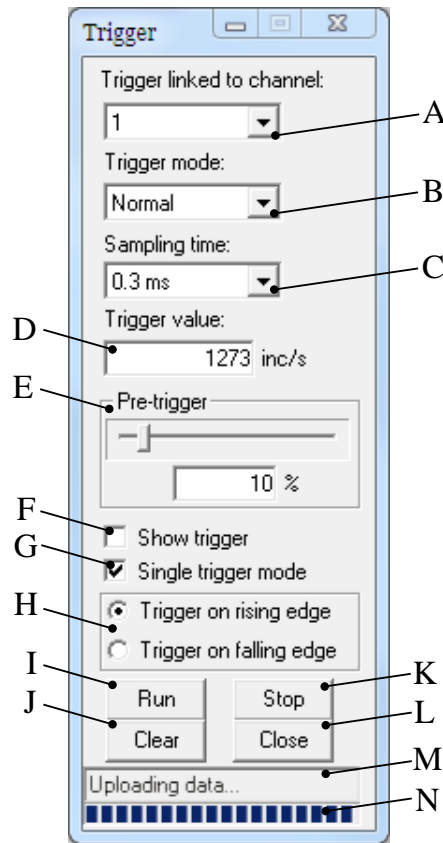 Trigger
Trigger linked to channel:
1
A
Trigger mode:
Normal
B
Sampling time:
0.3 ms
C
Trigger value:
D
1273 inc/s
E
Pre-trigger
10 %
F
Show trigger
G
Single trigger mode
H
Trigger on rising edge
Trigger on falling edge
I
Run
Stop
K
J
Clear
Close
L
Uploading data...
M
N